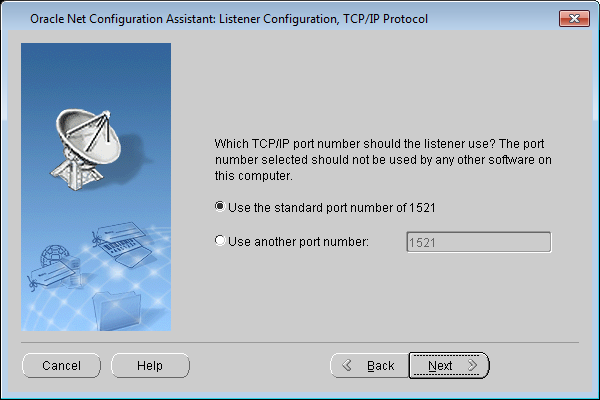 Oracle Net Configuration Assistant: Listener Configuration, TCP/IP Protocol
Which TCP/IP port number should the listener use? The port
number selected should not be used by any other software on
this computer.
Use the standard port number of 1521
Use another port number:
1521
Cancel
Help
Back
Next